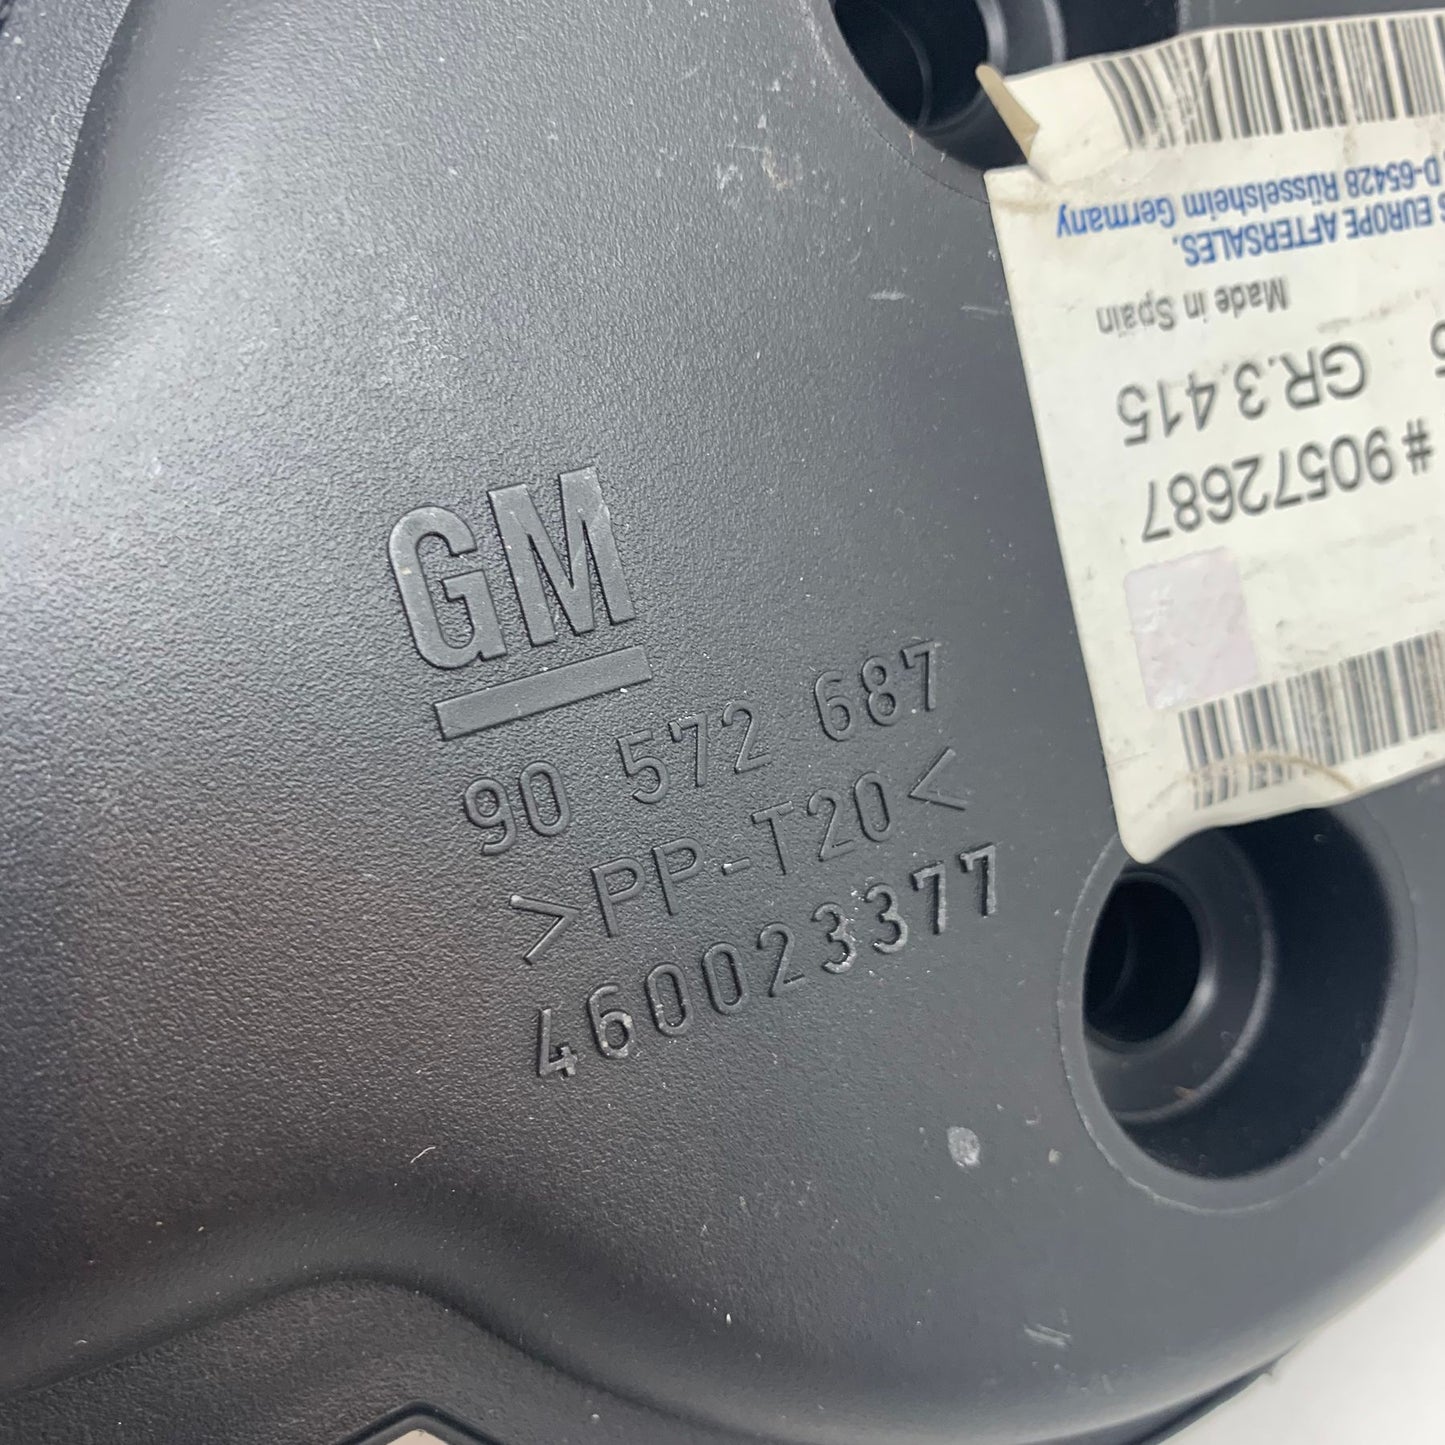 GM
90 572 687
>PP-T20<
460023377
# 90572687
GR.3.415
Made in Spain
EUROPE AFTERSALES.
D-65428 Rüsselsheim Germany